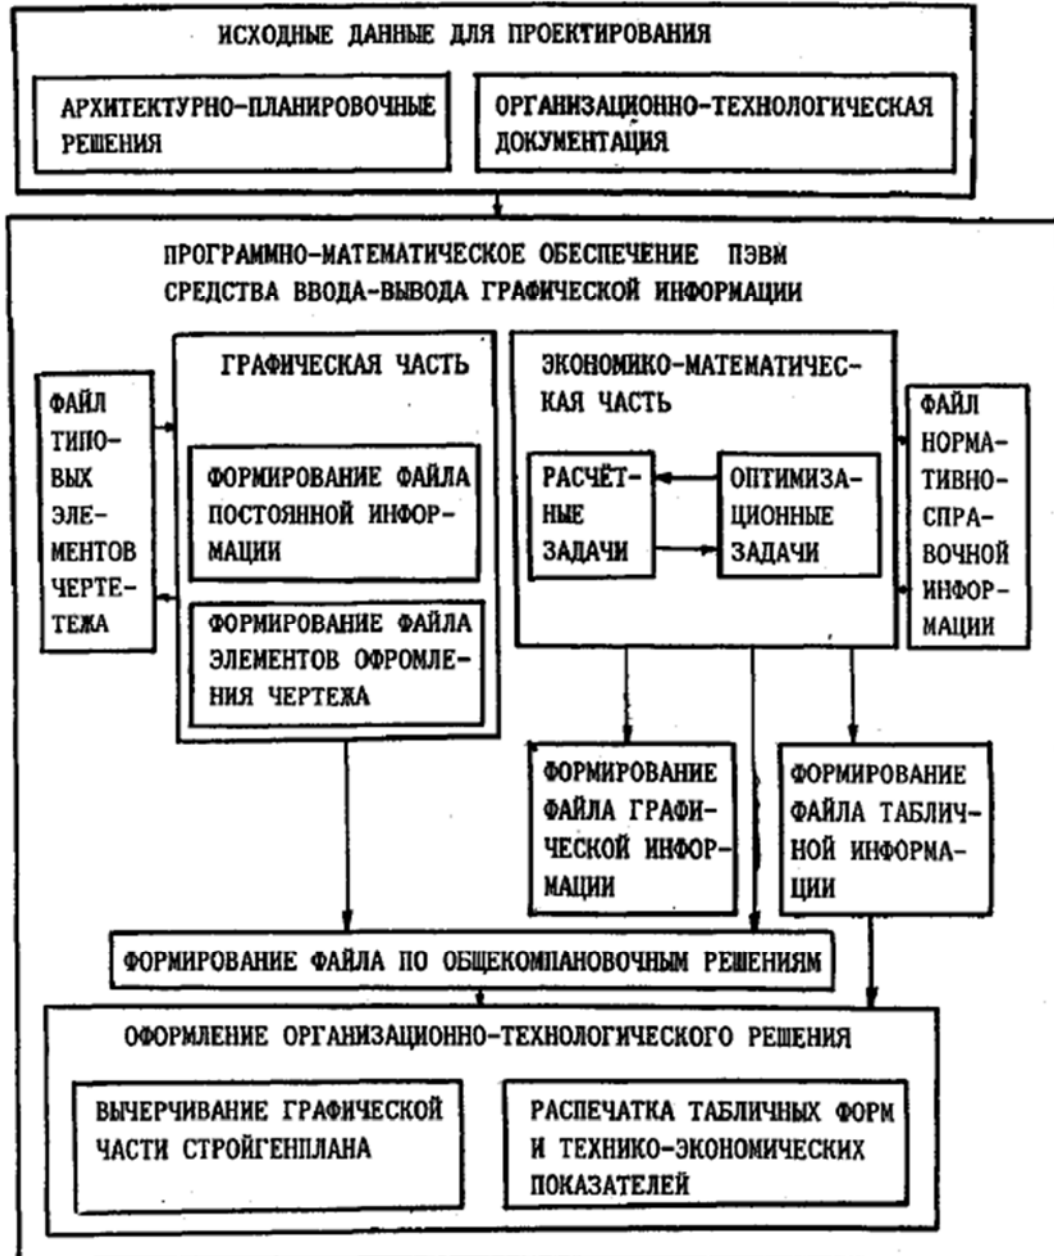 ИСХОДНЫЕ ДАННЫЕ ДЛЯ ПРОЕКТИРОВАНИЯ
АРХИТЕКТУРНО-ПЛАНИРОВОЧНЫЕ
РЕШЕНИЯ
ОРГАНИЗАЦИОННО-ТЕХНОЛОГИЧЕСКАЯ
ДОКУМЕНТАЦИЯ
ПРОГРАММНО-МАТЕМАТИЧЕСКОЕ ОБЕСПЕЧЕНИЕ ПЭВМ
СРЕДСТВА ВВОДА-ВЫВОДА ГРАФИЧЕСКОЙ ИНФОРМАЦИИ
ФАЙЛ
ТИПО-
ВЫХ
ЭЛЕ-
МЕНТОВ
ЧЕРТЕ-
ТЕЖА
ГРАФИЧЕСКАЯ ЧАСТЬ
ФОРМИРОВАНИЕ ФАЙЛА
ПОСТОЯННОЙ ИНФОР-
МАЦИИ
ФОРМИРОВАНИЕ ФАЙЛА
ЭЛЕМЕНТОВ ОФРОМЛЕ-
НИЯ ЧЕРТЕЖА
ЭКОНОМИКО-МАТЕМАТИЧЕС-
КАЯ ЧАСТЬ
РАСЧЁТ-
НЫЕ
ЗАДАЧИ
ОПТИМИЗА-
ЦИОННЫЕ
ЗАДАЧИ
ФАЙЛ
НОРМА-
ТИВНО-
СПРА-
ВОЧНОЙ
ИНФОР-
МАЦИИ
ФОРМИРОВАНИЕ
ФАЙЛА ГРАФИ-
ЧЕСКОЙ ИНФОР-
МАЦИИ
ФОРМИРОВАНИЕ
ФАЙЛА ТАБЛИЧ-
НОЙ ИНФОРМА-
ЦИИ
ФОРМИРОВАНИЕ ФАЙЛА ПО ОБЩЕКОМПАНОВОЧНЫМ РЕШЕНИЯМ
ОФОРМЛЕНИЕ ОРГАНИЗАЦИОННО-ТЕХНОЛОГИЧЕСКОГО РЕШЕНИЯ
ВЫЧЕРЧИВАНИЕ ГРАФИЧЕСКОЙ
ЧАСТИ СТРОЙГЕНПЛАНА
РАСПЕЧАТКА ТАБЛИЧНЫХ ФОРМ
И ТЕХНИКО-ЭКОНОМИЧЕСКИХ
ПОКАЗАТЕЛЕЙ